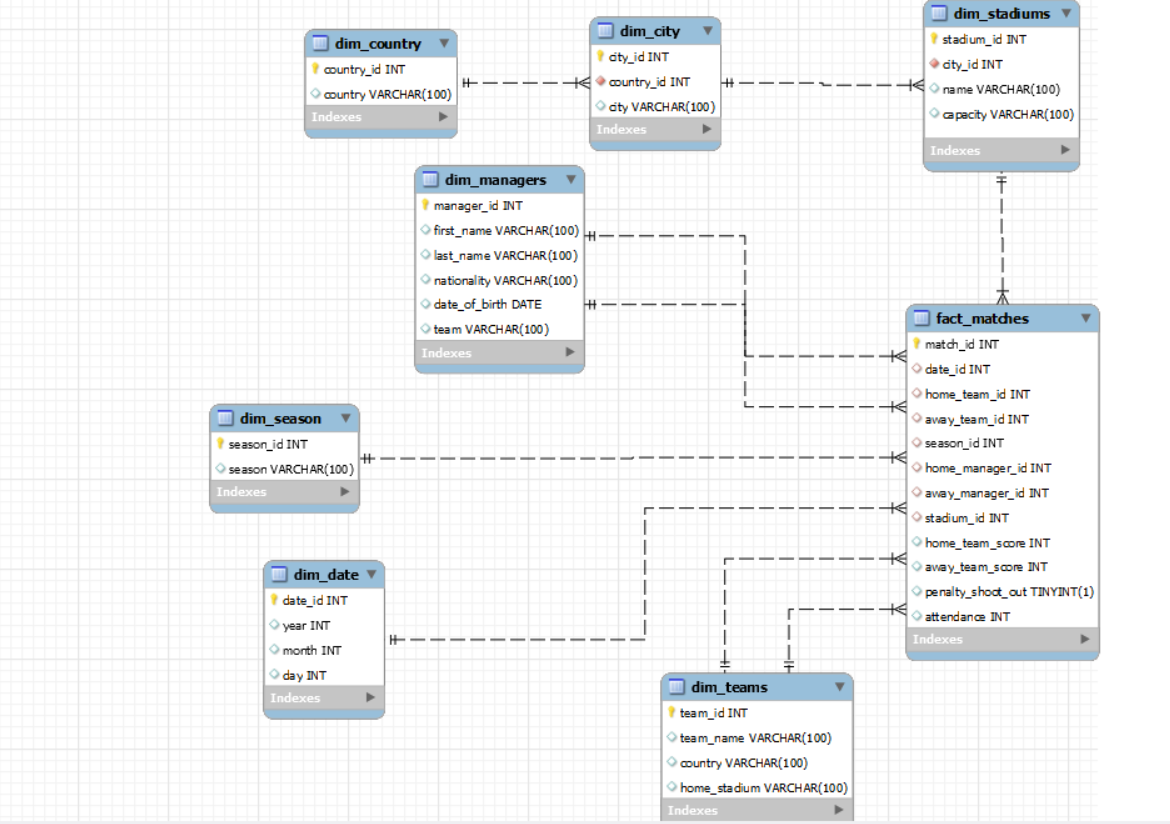 dim_country
country_id INT
country VARCHAR(100)
Indexes
dim_city
city_id INT
country_id INT
city VARCHAR(100)
Indexes
dim_stadiums
stadium_id INT
city_id INT
name VARCHAR(100)
capacity VARCHAR(100)
Indexes
dim_managers
manager_id INT
first_name VARCHAR(100)
last_name VARCHAR(100)
nationality VARCHAR(100)
date_of_birth DATE
team VARCHAR(100)
Indexes
fact_matches
match_id INT
date_id INT
home_team_id INT
away_team_id INT
season_id INT
home_manager_id INT
away_manager_id INT
stadium_id INT
home_team_score INT
away_team_score INT
penalty_shoot_out TINYINT(1)
attendance INT
Indexes
dim_season
season_id INT
season VARCHAR(100)
Indexes
dim_date
date_id INT
year INT
month INT
day INT
Indexes
dim_teams
team_id INT
team_name VARCHAR(100)
country VARCHAR(100)
home_stadium VARCHAR(100)
Indexes